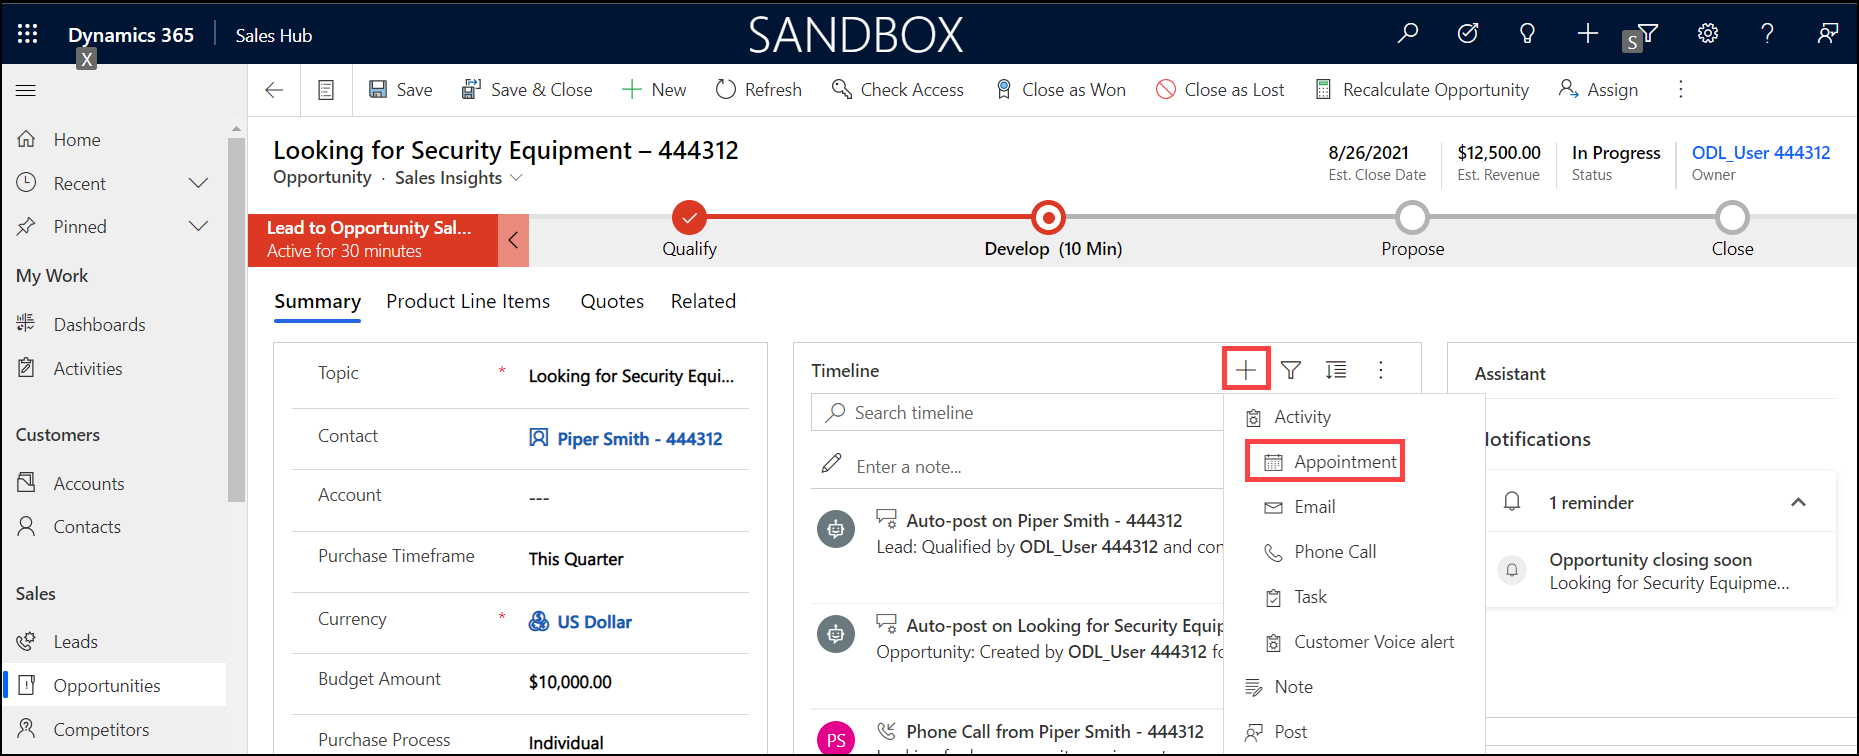 Dynamics 365
Sales Hub
SANDBOX
X
S
Save
Save & Close
New
Refresh
Check Access
Close as Won
Close as Lost
Recalculate Opportunity
Assign
Home
Recent
Pinned
My Work
Dashboards
Activities
Customers
Accounts
Contacts
Sales
Leads
Opportunities
Competitors
Looking for Security Equipment – 444312
Opportunity · Sales Insights
8/26/2021
Est. Close Date
$12,500.00
Est. Revenue
In Progress
Status
ODL_User 444312
Owner
Lead to Opportunity Sal...
Active for 30 minutes
Qualify
Develop (10 Min)
Propose
Close
Summary
Product Line Items
Quotes
Related
Topic * Looking for Security Equi...
Contact Piper Smith - 444312
Account ---
Purchase Timeframe This Quarter
Currency * US Dollar
Budget Amount $10,000.00
Purchase Process Individual
Timeline
Search timeline
Enter a note...
Auto-post on Piper Smith - 444312
Lead: Qualified by ODL_User 444312 and con
Auto-post on Looking for Security Equip
Opportunity: Created by ODL_User 444312 fo
PS
Phone Call from Piper Smith - 444312
Activity
Appointment
Email
Phone Call
Task
Customer Voice alert
Note
Post
Assistant
lotifications
1 reminder
Opportunity closing soon
Looking for Security Equipme...